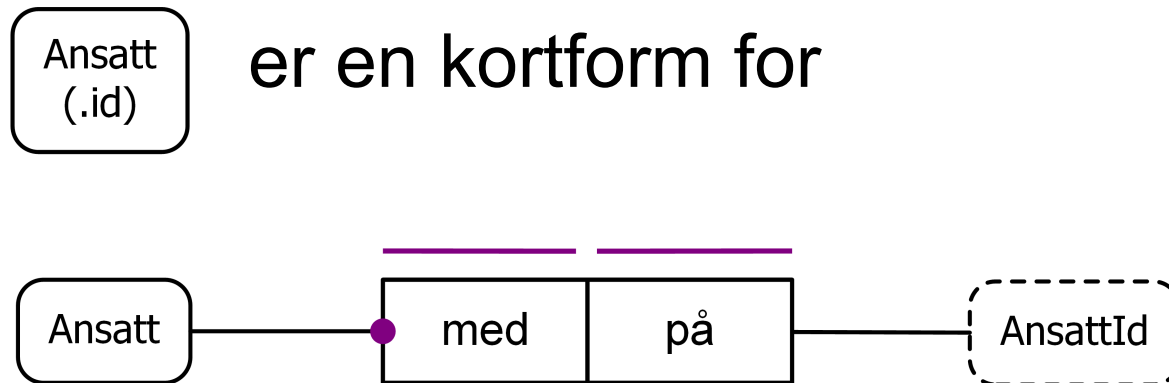 Ansatt
(.id)
er en kortform for
Ansatt
med
på
AnsattId